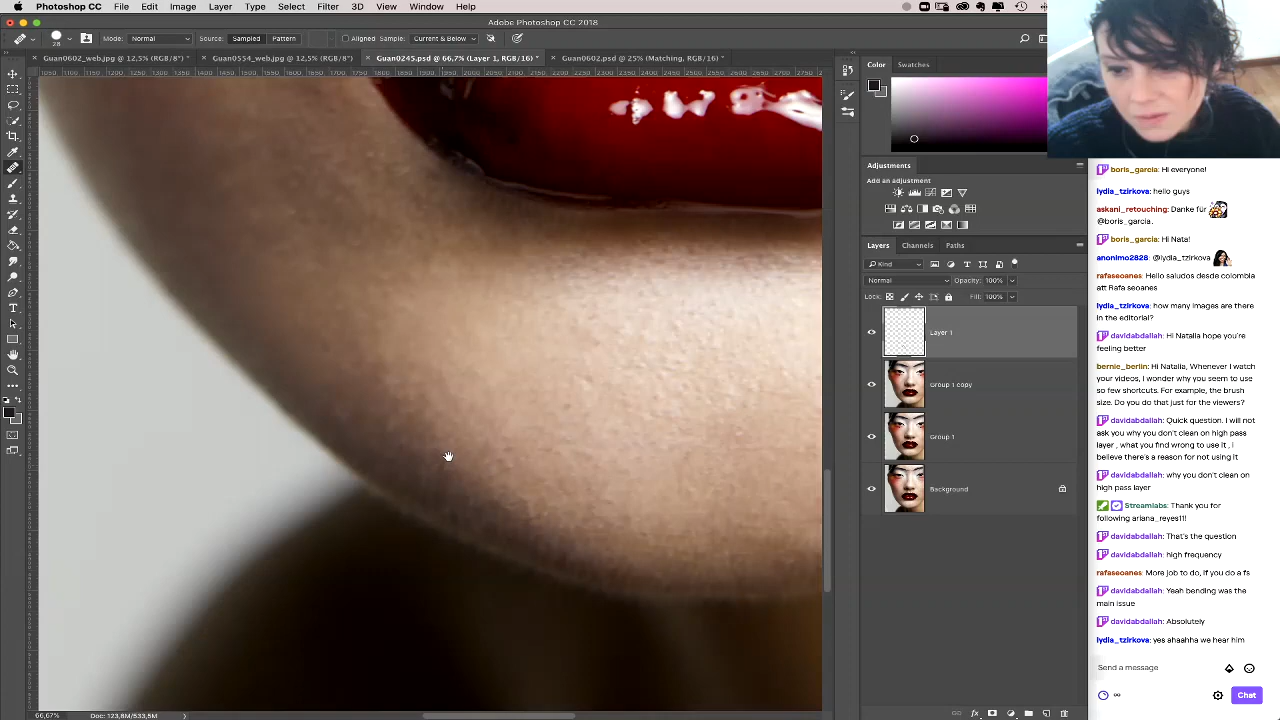 Photoshop CC File Edit Image Layer Type Select Filter 3D View Window Help
Adobe Photoshop CC 2018
28 Mode: Normal Source: Sampled Pattern Aligned Sample: Current & Below
Guan0602_web.jpg @ 12,5% (RGB/8*) * Guan0554_web.jpg @ 12,5% (RGB/8*) Guan0245.psd @ 66,7% (Layer 1, RGB/16) * Guan0602.psd @ 25% (Matching, RGB/16) *
Color Swatches
Adjustments
Add an adjustment
Layers Channels Paths
Kind
Normal Opacity: 100%
Lock: Fill: 100%
Layer 1
Group 1 copy
Group 1
Background
66,67% Doc: 123,8M/533,5M
boris_garcia: Hi everyone!
lydia_tzirkova: hello guys
askani_retouching: Danke für
@boris_garcia.
boris_garcia: Hi Nata!
anonimo2828: @lydia_tzirkova
rafaseoanes: Hello saludos desde colombia
att Rafa seoanes
lydia_tzirkova: how many images are there
in the editorial?
davidabdallah: Hi Natalia hope you're
feeling better
bernie_berlin: Hi Natalia, Whenever I watch
your videos, I wonder why you seem to use
so few shortcuts. For example, the brush
size. Do you do that just for the viewers?
davidabdallah: Quick question. I will not
ask you why you don't clean on high pass
layer , what you find wrong to use it , i
believe there's a reason for not using it
davidabdallah: why you don't clean on
high pass layer
Streamlabs: Thank you for
following ariana_reyes11!
davidabdallah: That's the question
davidabdallah: high frequency
rafaseoanes: More job to do, If you do a fs
davidabdallah: Yeah bending was the
main issue
davidabdallah: Absolutely
lydia_tzirkova: yes ahaahha we hear him
Send a message
Chat